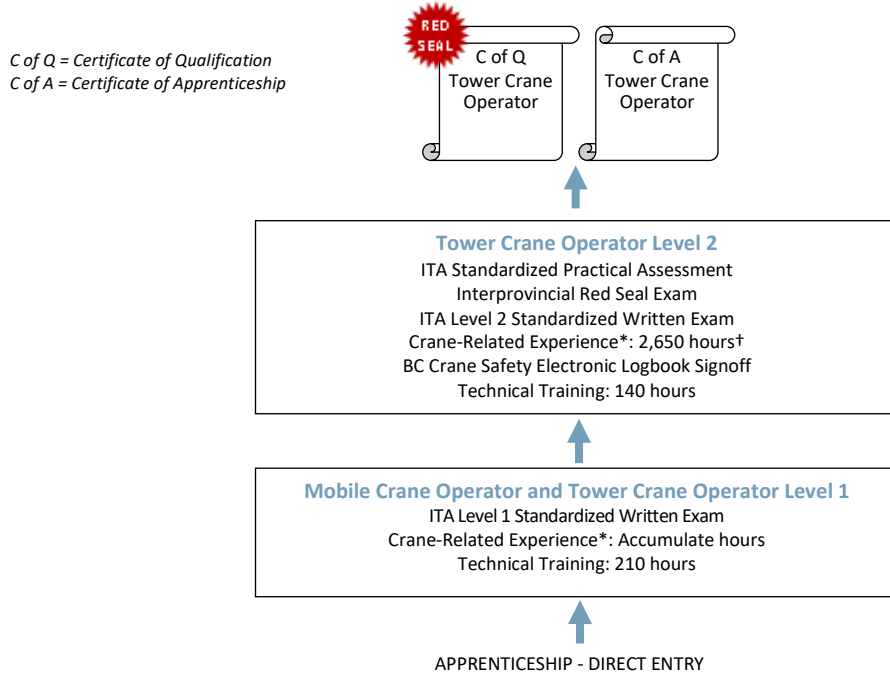 RED
SEAL
C of Q = Certificate of Qualification
C of A = Certificate of Apprenticeship
C of Q
Tower Crane
Operator
C of A
Tower Crane
Operator
Tower Crane Operator Level 2
ITA Standardized Practical Assessment
Interprovincial Red Seal Exam
ITA Level 2 Standardized Written Exam
Crane-Related Experience*: 2,650 hours†
BC Crane Safety Electronic Logbook Signoff
Technical Training: 140 hours
Mobile Crane Operator and Tower Crane Operator Level 1
ITA Level 1 Standardized Written Exam
Crane-Related Experience*: Accumulate hours
Technical Training: 210 hours
APPRENTICESHIP - DIRECT ENTRY